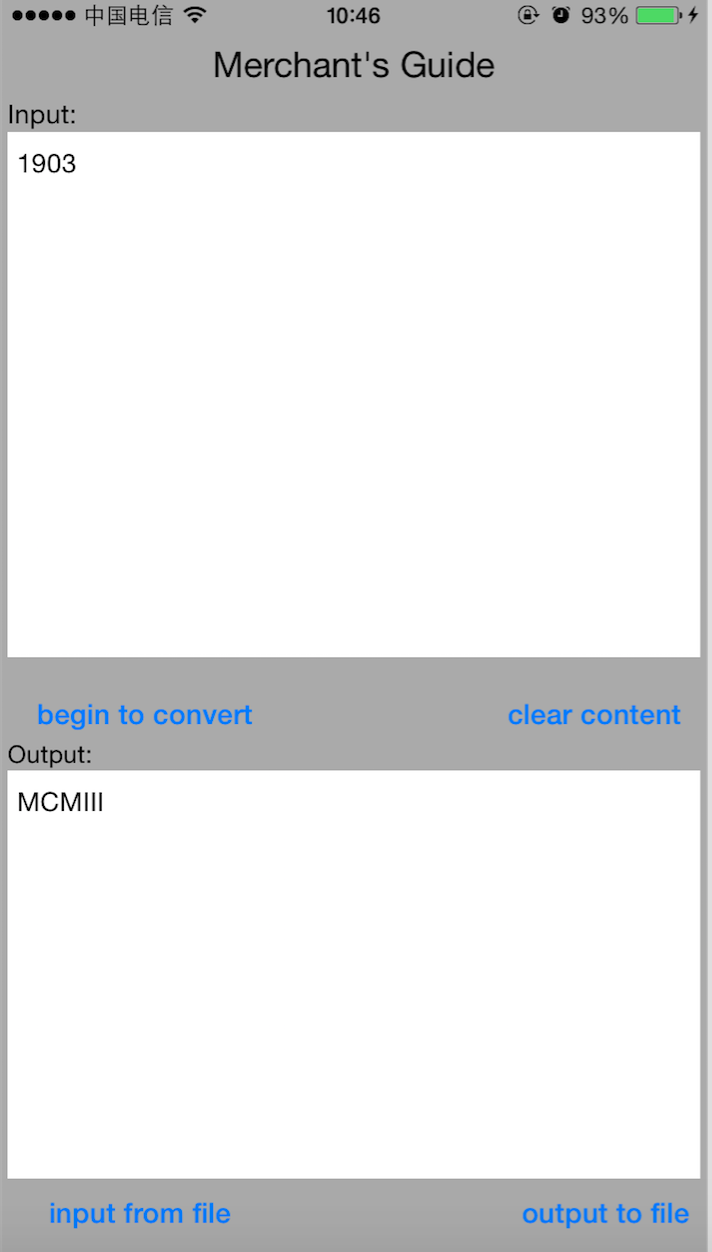 中国电信 10:46 93%
Merchant's Guide
Input:
1903
begin to convert clear content
Output:
MCMIII
input from file output to file